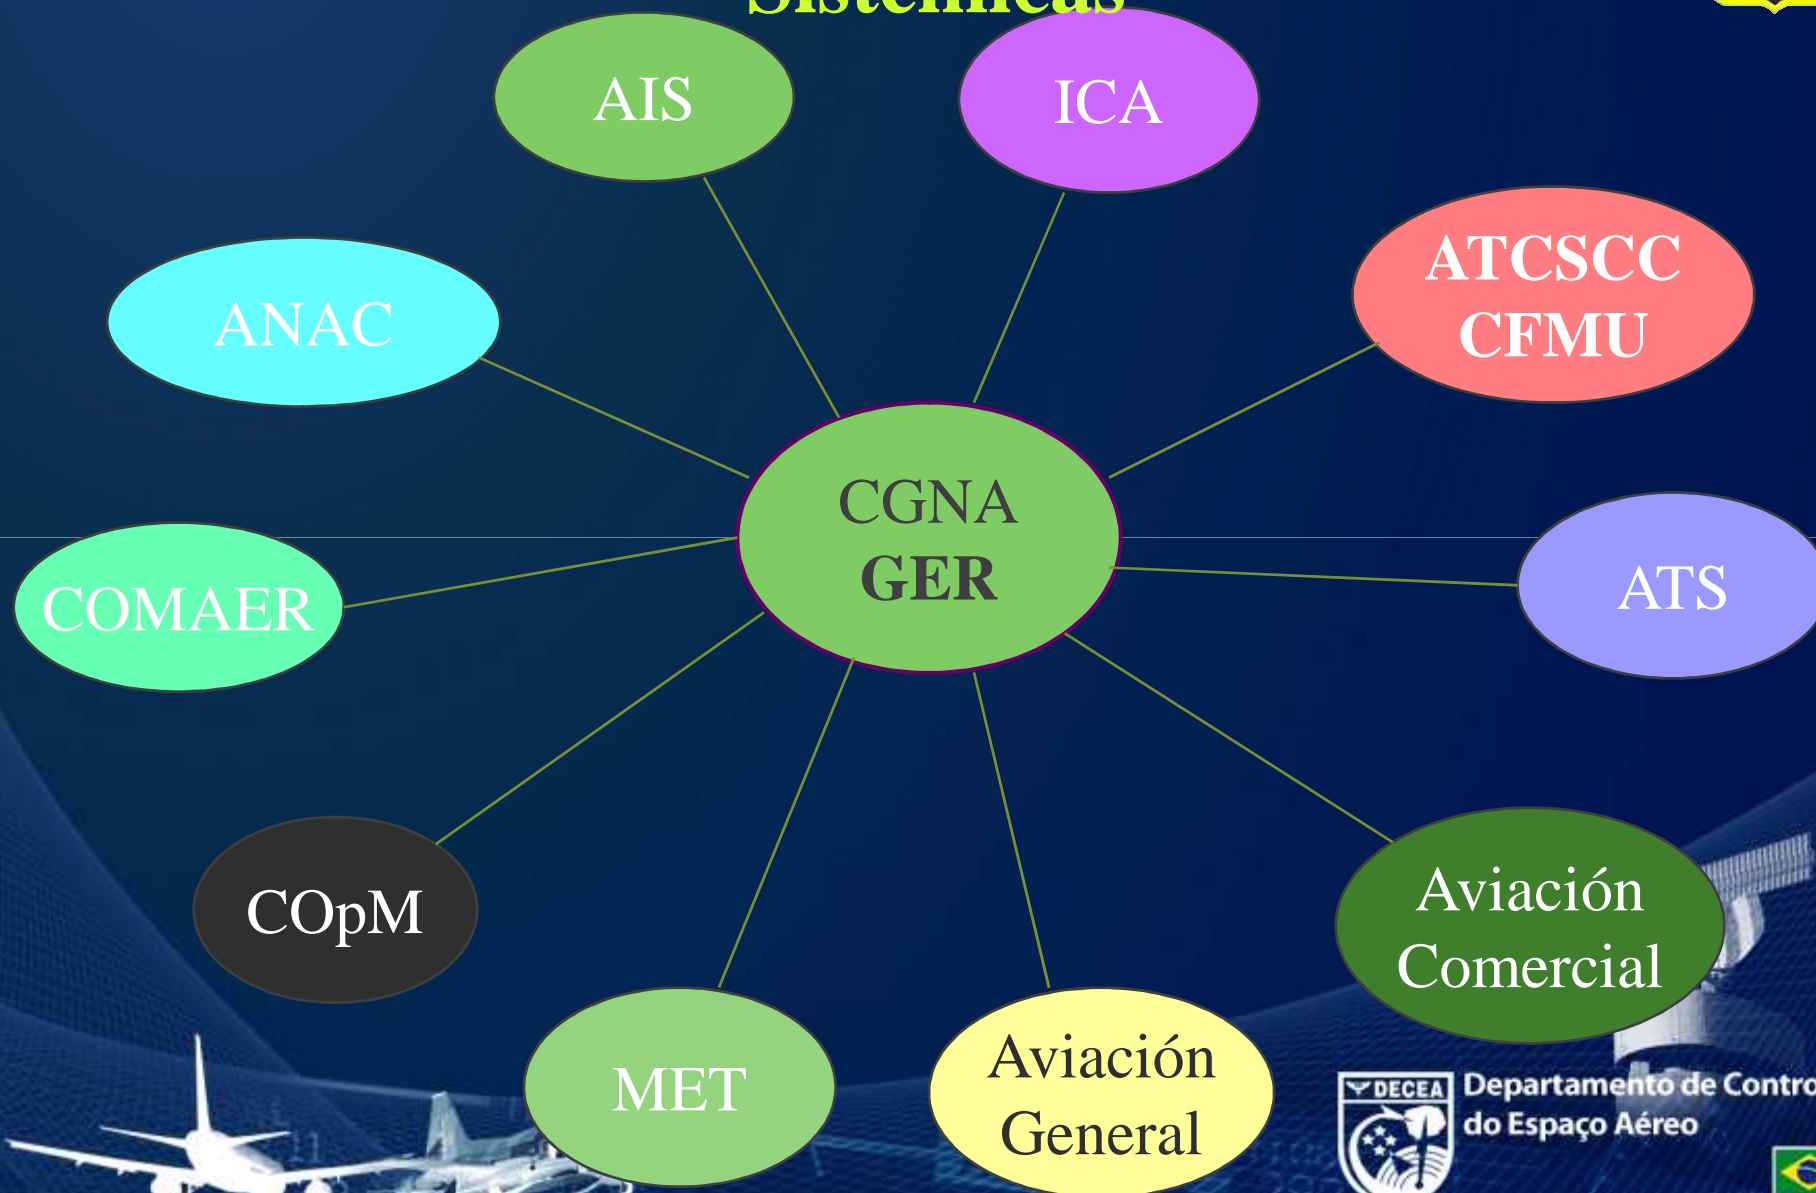 Sistémicas
AIS
ICA
ATCSCC
CFMU
ANAC
CGNA
GER
ATS
COMAER
COpM
Aviación
Comercial
MET
Aviación
General
DECEA
Departamento de Contro
do Espaço Aéreo